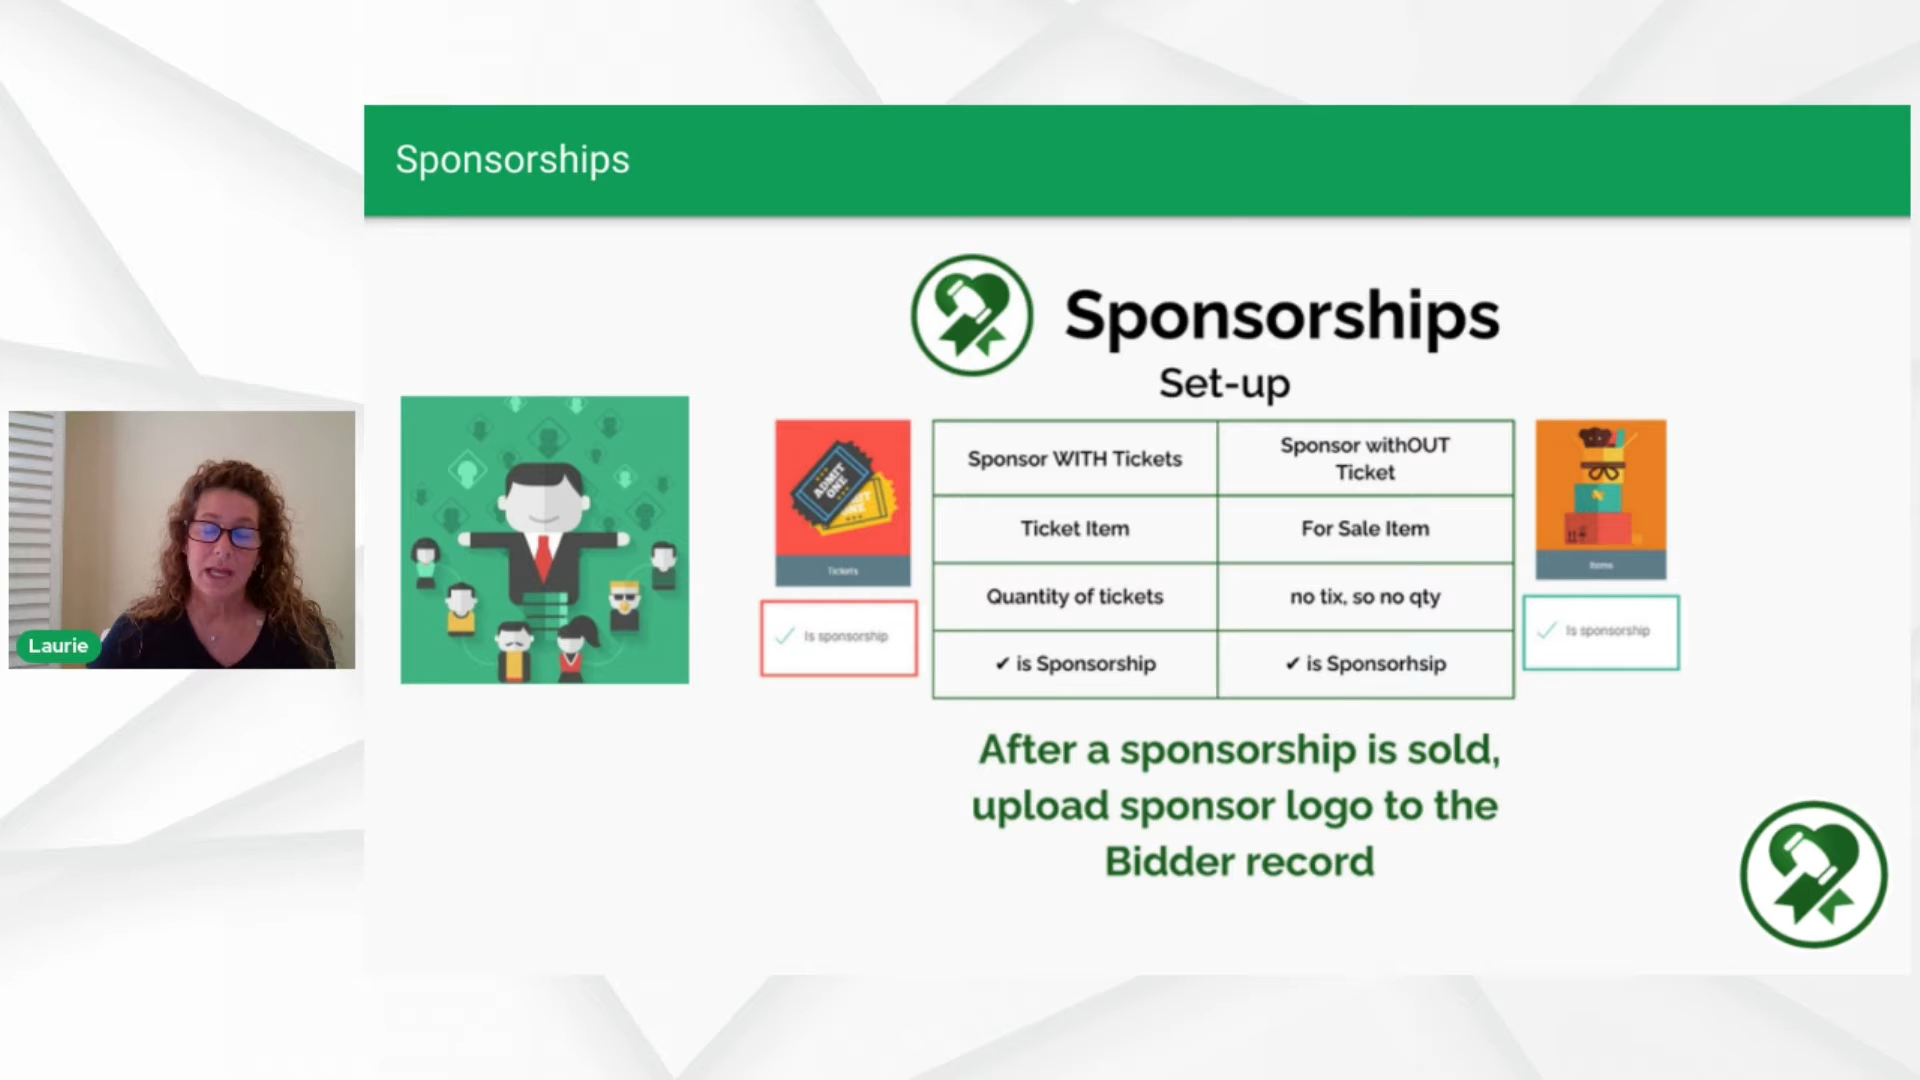 Sponsorships
Sponsorships
Set-up
Sponsor WITH Tickets
Sponsor withOUT
Ticket
Ticket Item
For Sale Item
Quantity of tickets
no tix, so no qty
✔ is Sponsorship
✔ is Sponsorhsip
ADMIT
ONE
Tickets
✓ Is sponsorship
Items
✓ Is sponsorship
After a sponsorship is sold,
upload sponsor logo to the
Bidder record
Laurie